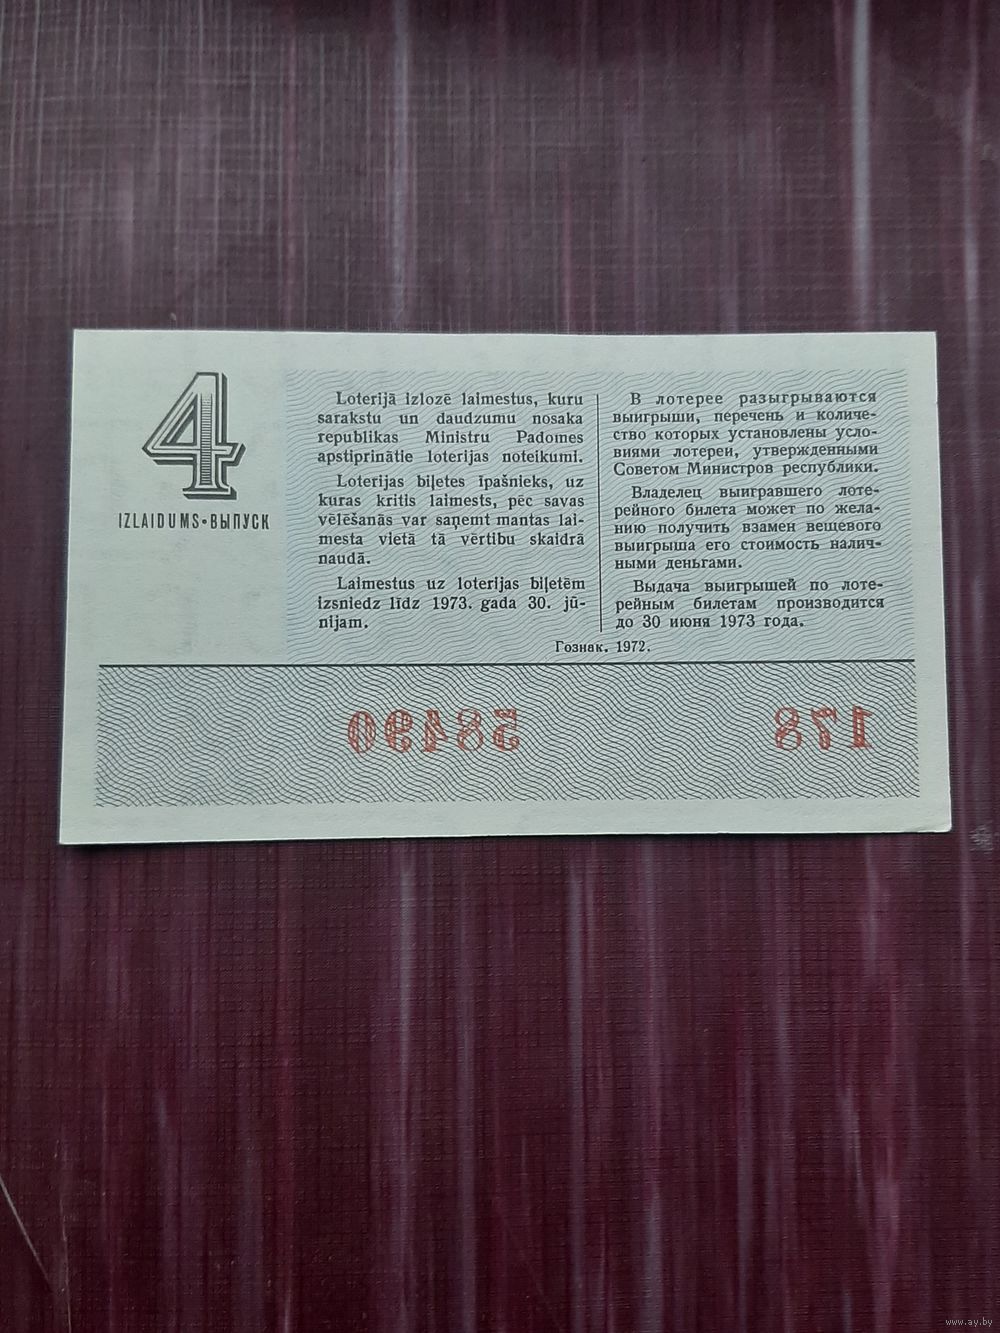 4
IZLAIDUMS•ВЫПУСК
Loterijā izlozē laimestus, kuru
sarakstu un daudzumu nosaka
republikas Ministru Padomes
apstiprinātie loterijas noteikumi.
Loterijas biļetes īpašnieks, uz
kuras kritis laimests, pēc savas
vēlēšanās var saņemt mantas lai-
mesta vietā tā vērtību skaidrā
naudā.
Laimestus uz loterijas biļetēm
izsniedz līdz 1973. gada 30. jū-
nijam.
В лотерее разыгрываются
выигрыши, перечень и количе-
ство которых установлены усло-
виями лотереи, утвержденными
Советом Министров республики.
Владелец выигравшего лоте-
рейного билета может по жела-
нию получить взамен вещевого
выигрыша его стоимость налич-
ными деньгами.
Выдача выигрышей по лоте-
рейным билетам производится
до 30 июня 1973 года.
Гознак. 1972.
58490 178
www.ay.by